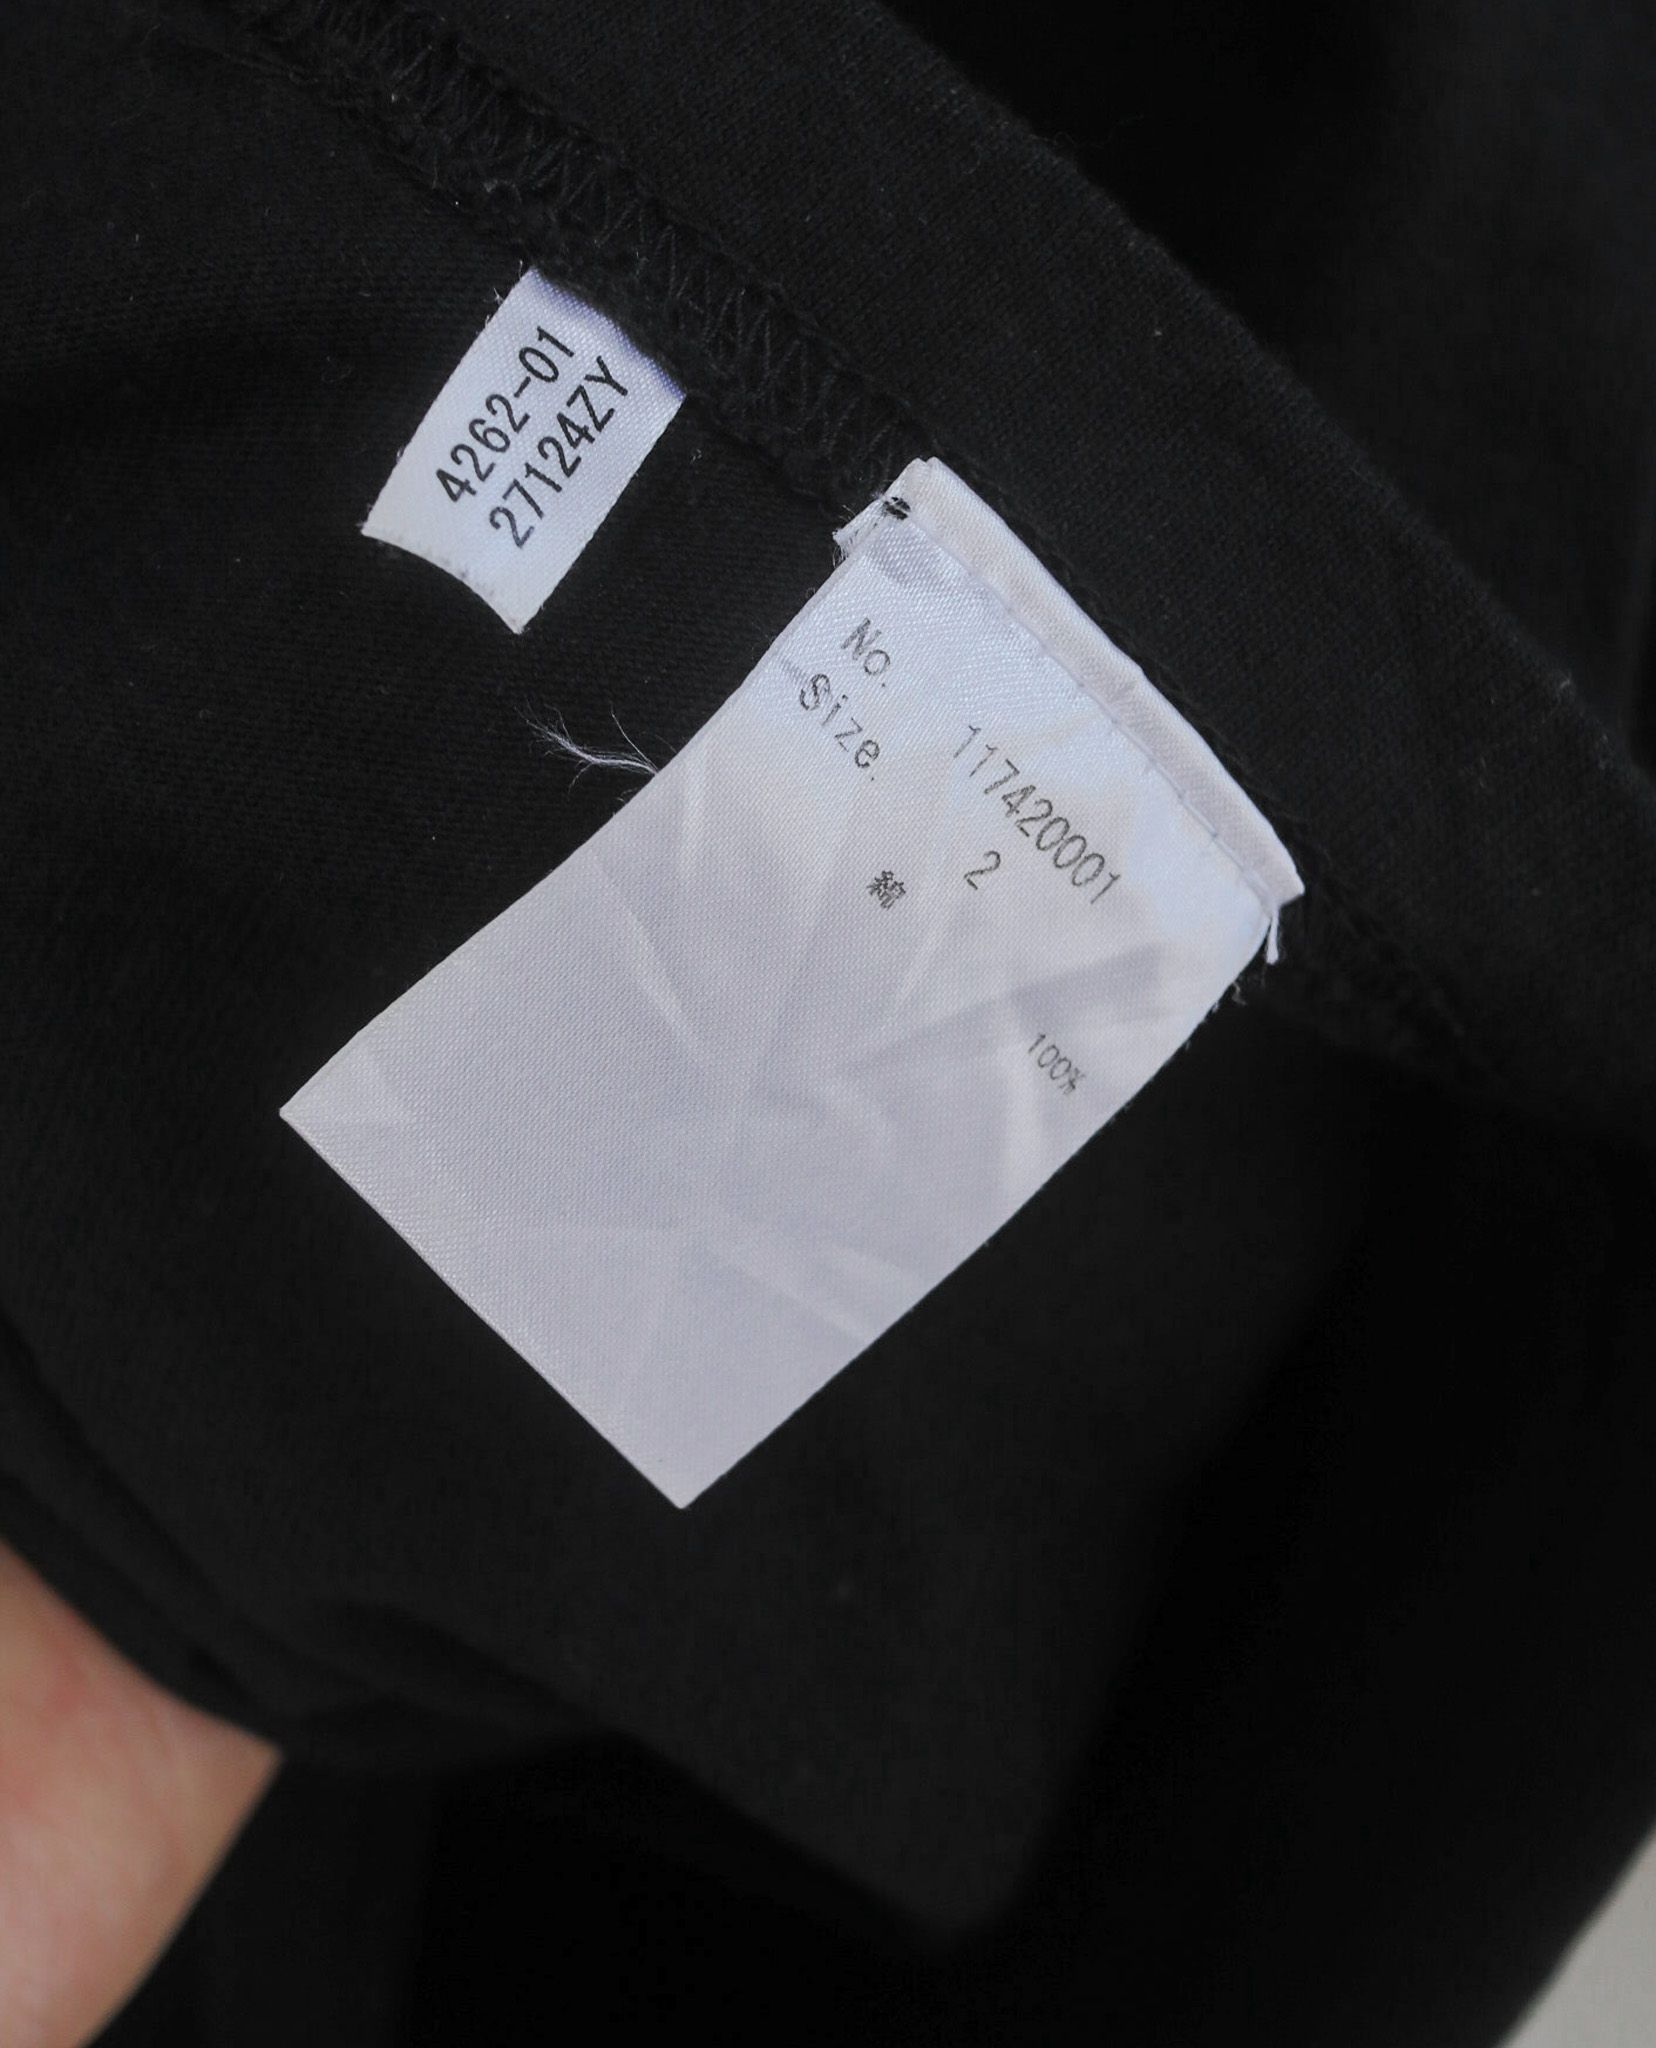 4262-01
27124ZY
No. 117420001
Size. 2
綿 100%